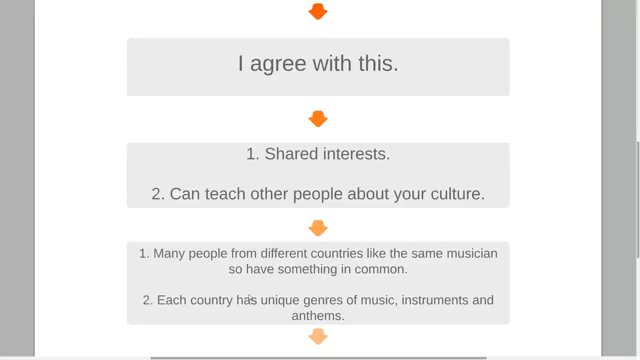 I agree with this.
1. Shared interests.
2. Can teach other people about your culture.
1. Many people from different countries like the same musician
so have something in common.
2. Each country has unique genres of music, instruments and
anthems.